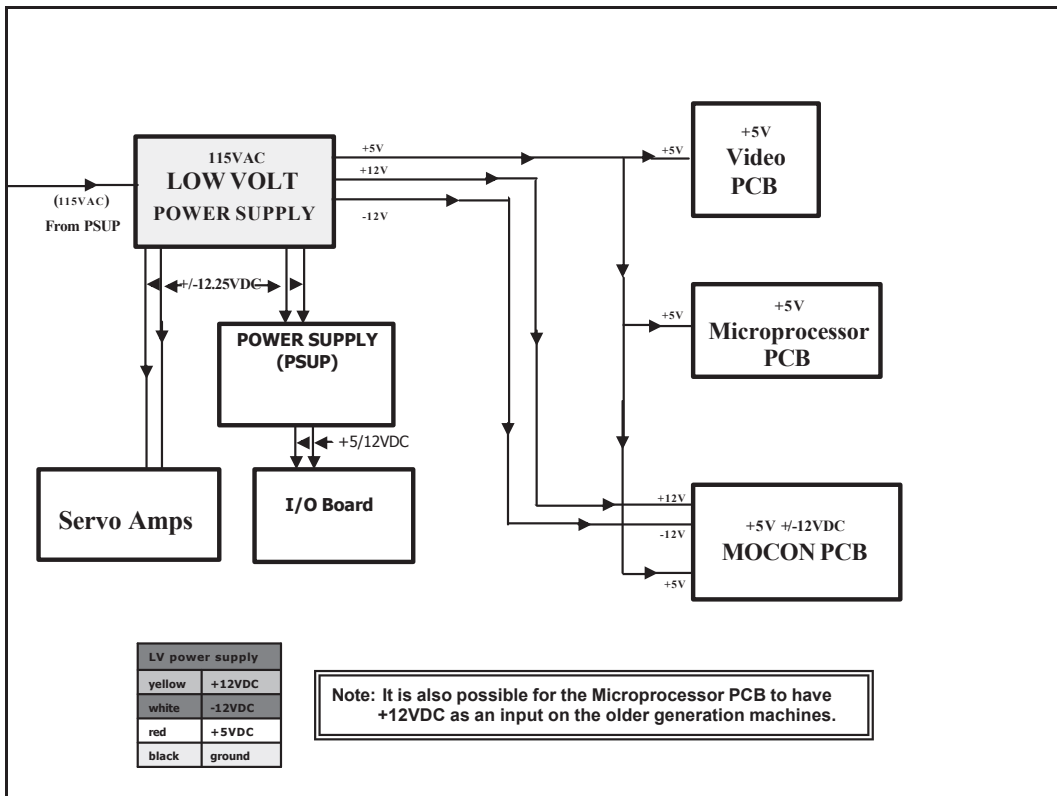 115VAC
LOW VOLT
POWER SUPPLY
(115VAC)
From PSUP
+5V
+12V
-12V
+5V
+5V
Video
PCB
+/-12.25VDC
POWER SUPPLY
(PSUP)
+5V
+5V
Microprocessor
PCB
+5/12VDC
Servo Amps
I/O Board
+12V
-12V
+5V
+5V +/-12VDC
MOCON PCB
LV power supply
yellow +12VDC
white -12VDC
red +5VDC
black ground
Note: It is also possible for the Microprocessor PCB to have
+12VDC as an input on the older generation machines.